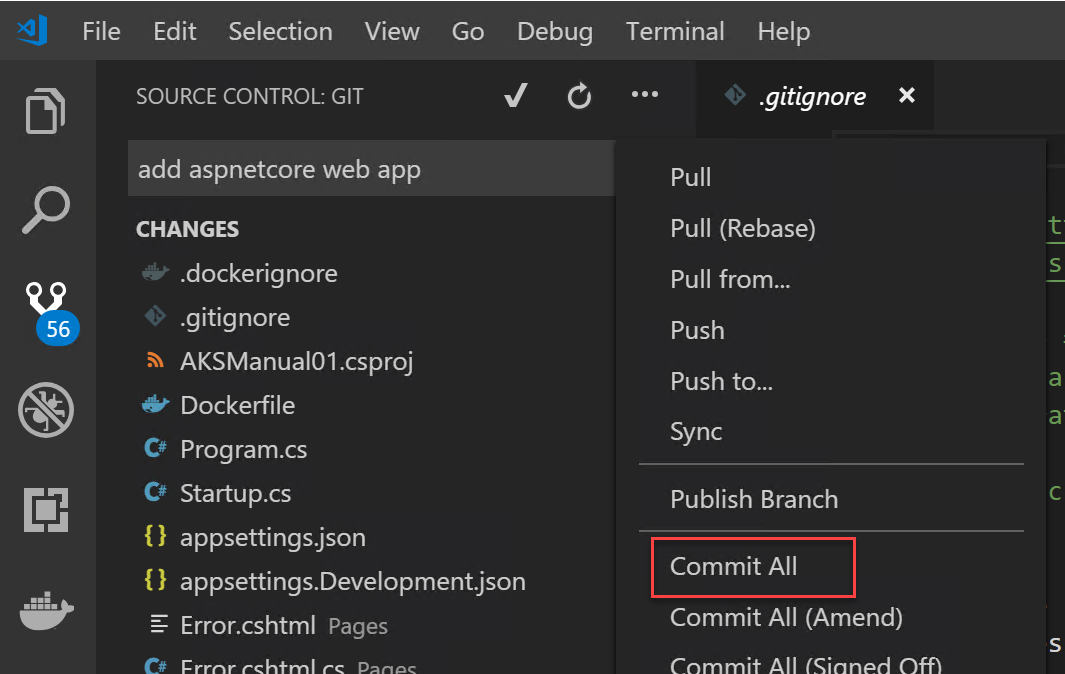 File Edit Selection View Go Debug Terminal Help
SOURCE CONTROL: GIT
.gitignore
add aspnetcore web app
CHANGES
.dockerignore
.gitignore
AKSManual01.csproj
Dockerfile
Program.cs
Startup.cs
appsettings.json
appsettings.Development.json
Error.cshtml Pages
Error.cshtml.cs Pages
56
Pull
Pull (Rebase)
Pull from...
Push
Push to...
Sync
Publish Branch
Commit All
Commit All (Amend)
Commit All (Signed Off)